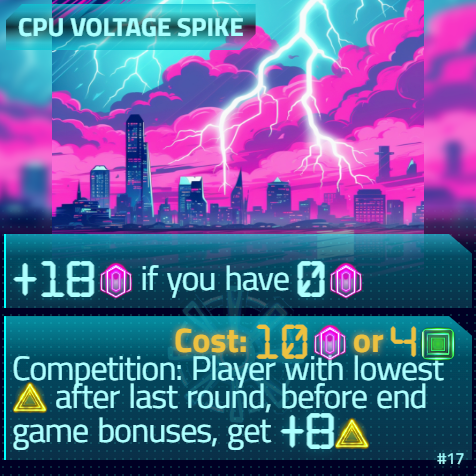 CPU VOLTAGE SPIKE
+18 if you have 0
Cost: 10 or 4
Competition: Player with lowest
after last round, before end
game bonuses, get +8
#17